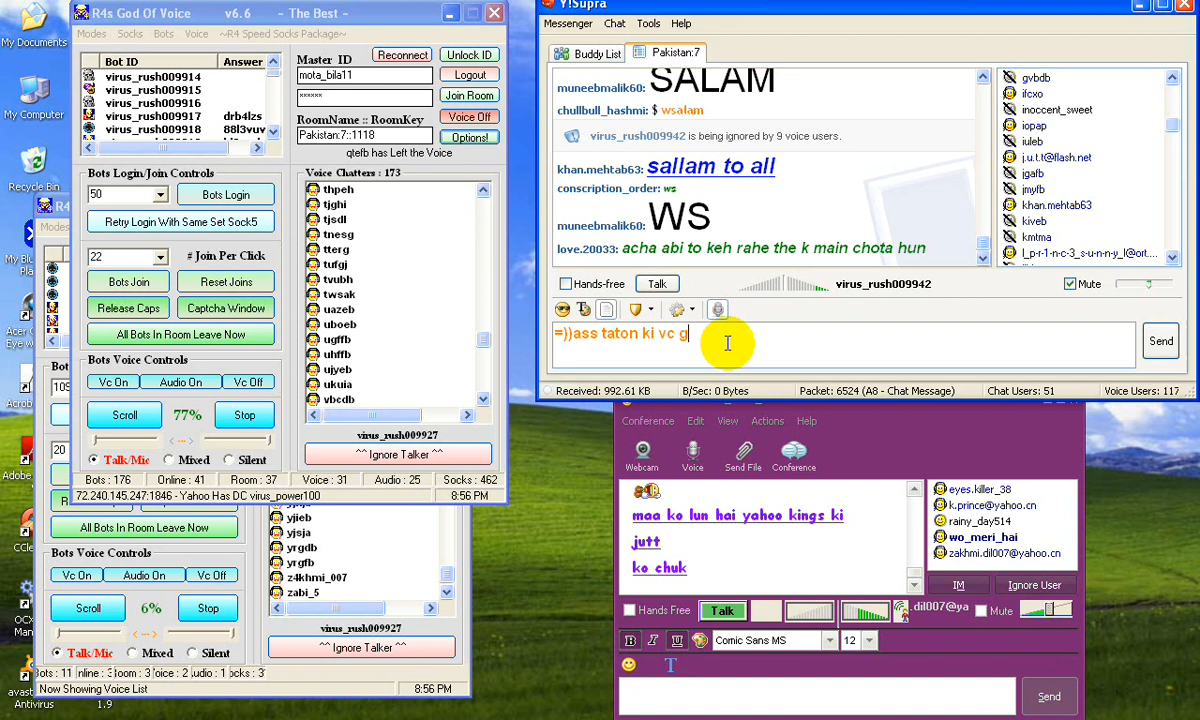 My Documents
My Computer
Recycle Bin
R4s God Of Voice v6.6 - The Best -
Modes Socks Bots Voice ~R4 Speed Socks Package~
Bot ID Answer
virus_rush009914
virus_rush009915
virus_rush009916
virus_rush009917 drb4lzs
virus_rush009918 88l3vuv
Master ID
Reconnect
Unlock ID
mota_bila11
Logout
******
Join Room
RoomName :: RoomKey
Voice Off
Pakistan:7::1118
Options!
qtefb has Left the Voice
Bots Login/Join Controls
50
Bots Login
Retry Login With Same Set Sock5
22
# Join Per Click
Bots Join
Reset Joins
Release Caps
Captcha Window
All Bots In Room Leave Now
Bots Voice Controls
Vc On
Audio On
Vc Off
Scroll
77%
Stop
<--->
Talk/Mic
Mixed
Silent
Voice Chatters : 173
thpeh
tjghi
tjsdl
tnesg
tterg
tufgj
tvubh
twsak
uazeb
uboeb
ugffb
uhffb
ujyeb
ukuia
vbcdb
virus_rush009927
^^ Ignore Talker ^^
Bots : 176 Online : 41 Room : 37 Voice : 31 Audio : 25 Socks : 462
72.240.145.247:1846 - Yahoo Has DC virus_power100 8:56 PM
All Bots In Room Leave Now
Bots Voice Controls
Vc On
Audio On
Vc Off
Scroll
6%
Stop
<--->
Talk/Mic
Mixed
Silent
yjieb
yjsja
yrgdb
yrgfb
z4khmi_007
zabi_5
virus_rush009927
^^ Ignore Talker ^^
Now Showing Voice List 8:56 PM
Antivirus
1.9
Y!Supra
Messenger Chat Tools Help
Buddy List
Pakistan:7
muneebmalik60: SALAM
chullbull_hashmi: $ wsalam
virus_rush009942 is being ignored by 9 voice users.
khan.mehtab63: sallam to all
conscription_order: ws
muneebmalik60: WS
love.20033: acha abi to keh rahe the k main chota hun
gvbdb
ifcxo
inoccent_sweet
iopap
iuleb
j.u.t.t@flash.net
jgafb
jmyfb
khan.mehtab63
kiveb
kmtma
l_p-r1-n-c-3_s-u-n-n-y_l@ort....
Hands-free
Talk
virus_rush009942
Mute
=))ass taton ki vc g
Send
Received: 992.61 KB B/Sec: 0 Bytes Packet: 6524 (A8 - Chat Message) Chat Users: 51 Voice Users: 117
Conference Edit View Actions Help
Webcam
Voice
Send File
Conference
maa ko lun hai yahoo kings ki
jutt
ko chuk
eyes.killer_38
k.prince@yahoo.cn
rainy_day514
wo_meri_hai
zakhmi.dil007@yahoo.cn
IM
Ignore User
Hands Free
Talk
.dil007@ya
Mute
B I U
Comic Sans MS
12
T
Send